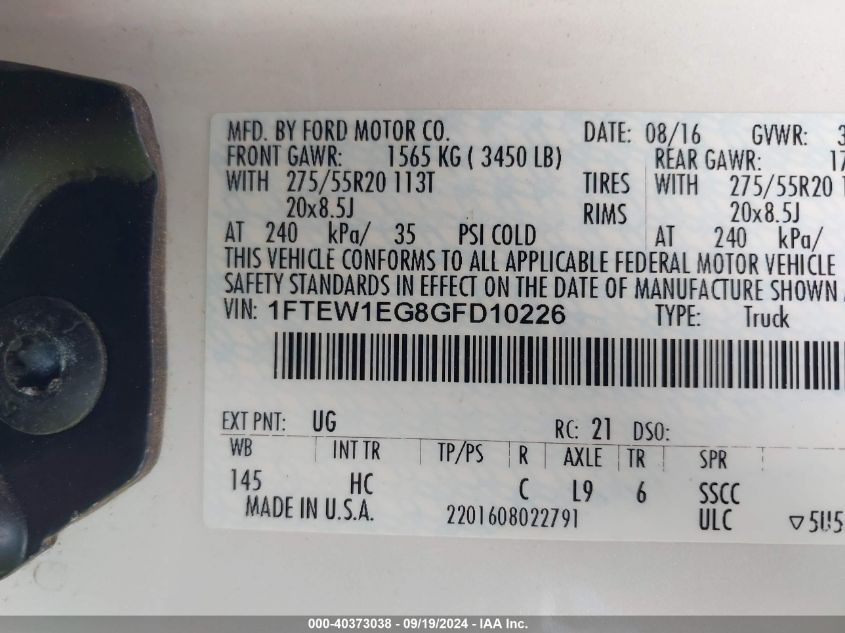 MFD. BY FORD MOTOR CO. DATE: 08/16 GVWR: 3
FRONT GAWR: 1565 KG ( 3450 LB) REAR GAWR: 17
WITH 275/55R20 113T TIRES WITH 275/55R20 1
20x8.5J RIMS 20x8.5J
AT 240 kPa/ 35 PSI COLD AT 240 kPa/
THIS VEHICLE CONFORMS TO ALL APPLICABLE FEDERAL MOTOR VEHICLE
SAFETY STANDARDS IN EFFECT ON THE DATE OF MANUFACTURE SHOWN
VIN: 1FTEW1EG8GFD10226 TYPE: Truck
EXT PNT: UG RC: 21 DSO:
WB INT TR TP/PS R AXLE TR SPR
145 HC C L9 6 SSCC
MADE IN U.S.A. 2201608022791 ULC ▽5U5
000-40373038 - 09/19/2024 - IAA Inc.